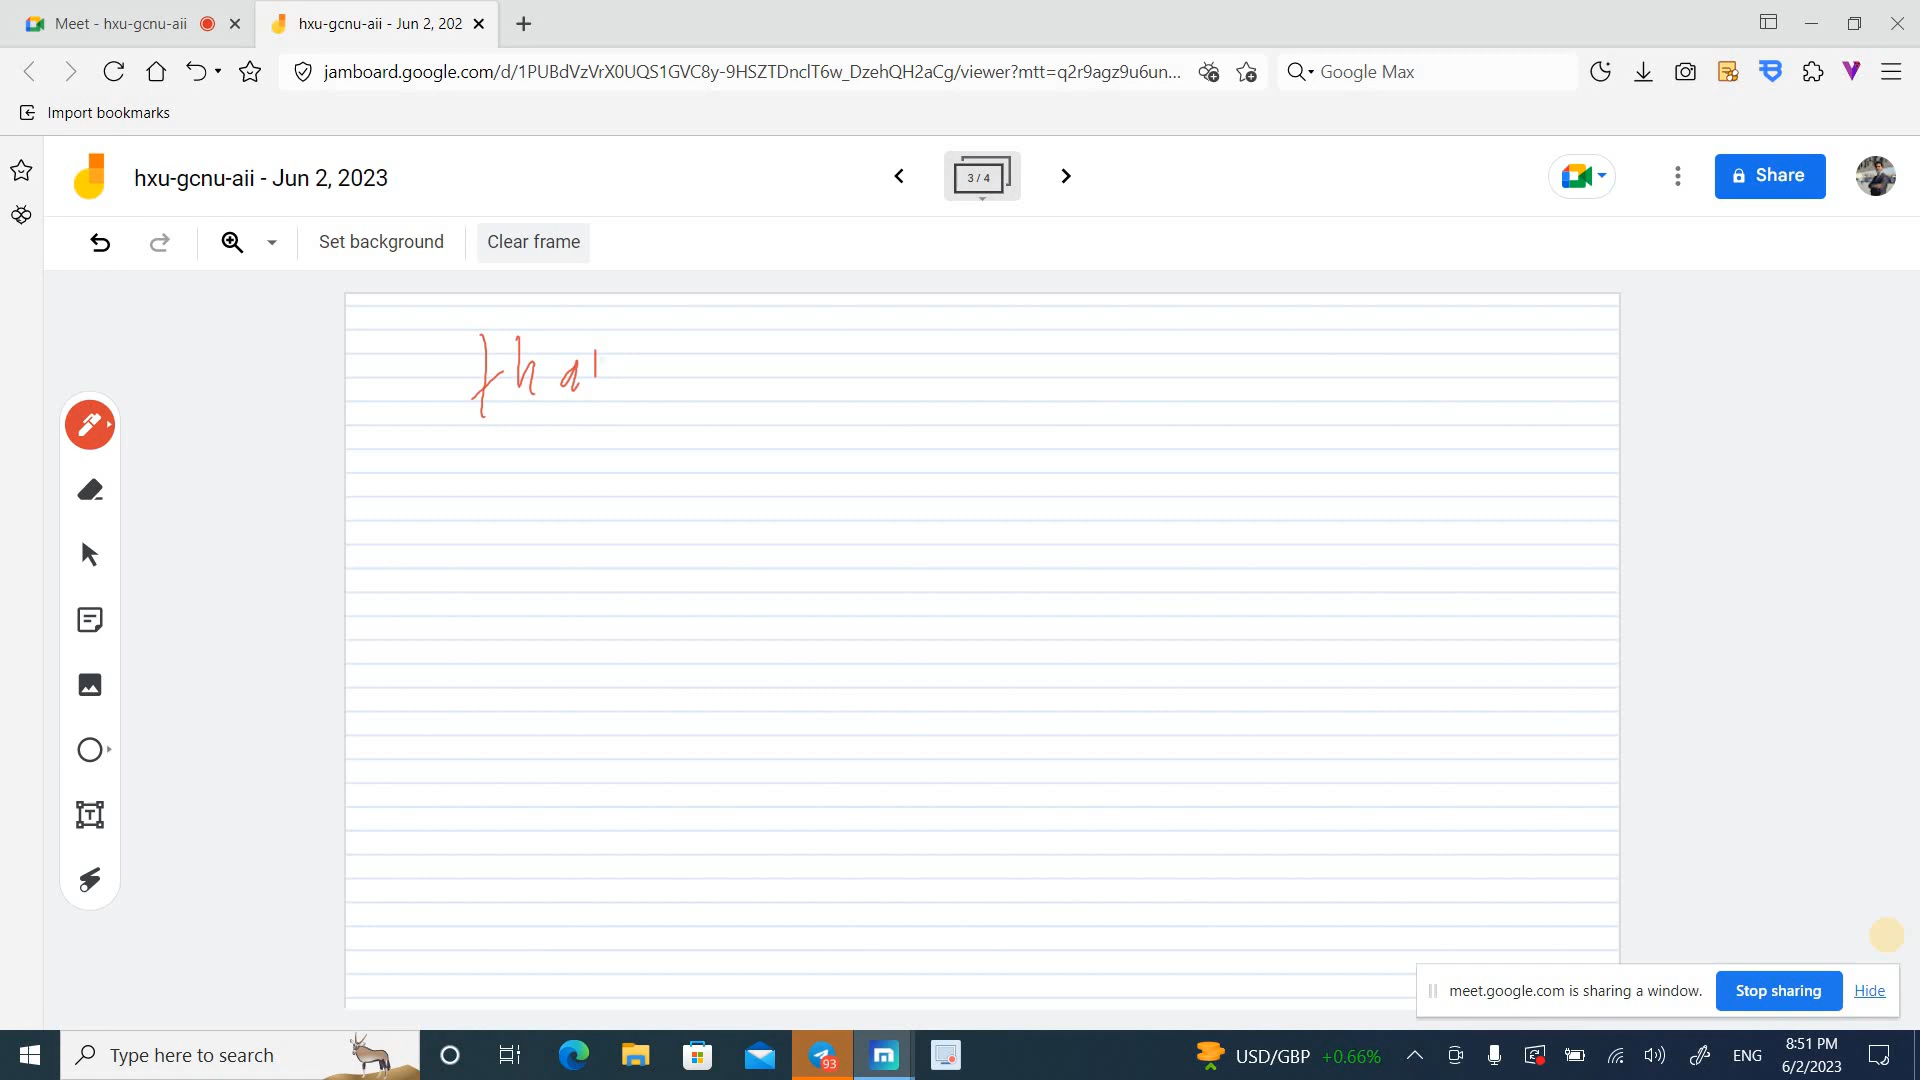 Meet - hxu-gcnu-aii
hxu-gcnu-aii - Jun 2, 202
jamboard.google.com/d/1PUBdVzVrX0UQS1GVC8y-9HSZTDnclT6w_DzehQH2aCg/viewer?mtt=q2r9agz9u6un...
Google Max
Import bookmarks
hxu-gcnu-aii - Jun 2, 2023
3 / 4
Share
Set background
Clear frame
meet.google.com is sharing a window.
Stop sharing
Hide
Type here to search
93
USD/GBP +0.66%
ENG
8:51 PM
6/2/2023